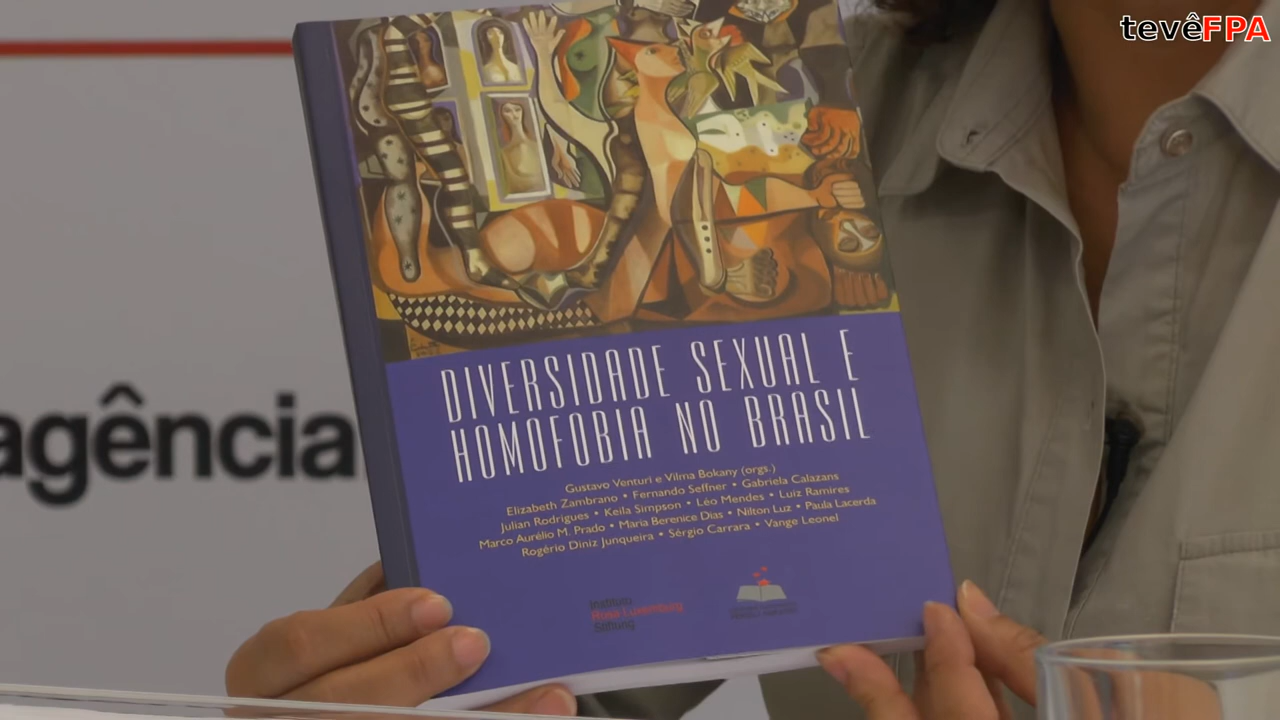 tevêFPA
agência
DIVERSIDADE SEXUAL E
HOMOFOBIA NO BRASIL
Gustavo Venturi e Vilma Bokany (orgs.)
Elizabeth Zambrano • Fernando Seffner • Gabriela Calazans
Julian Rodrigues • Keila Simpson • Léo Mendes • Luiz Ramires
Marco Aurélio M. Prado • Maria Berenice Dias • Nilton Luz • Paula Lacerda
Rogério Diniz Junqueira • Sérgio Carrara • Vange Leonel
Rosa Luxemburg
Stiftung